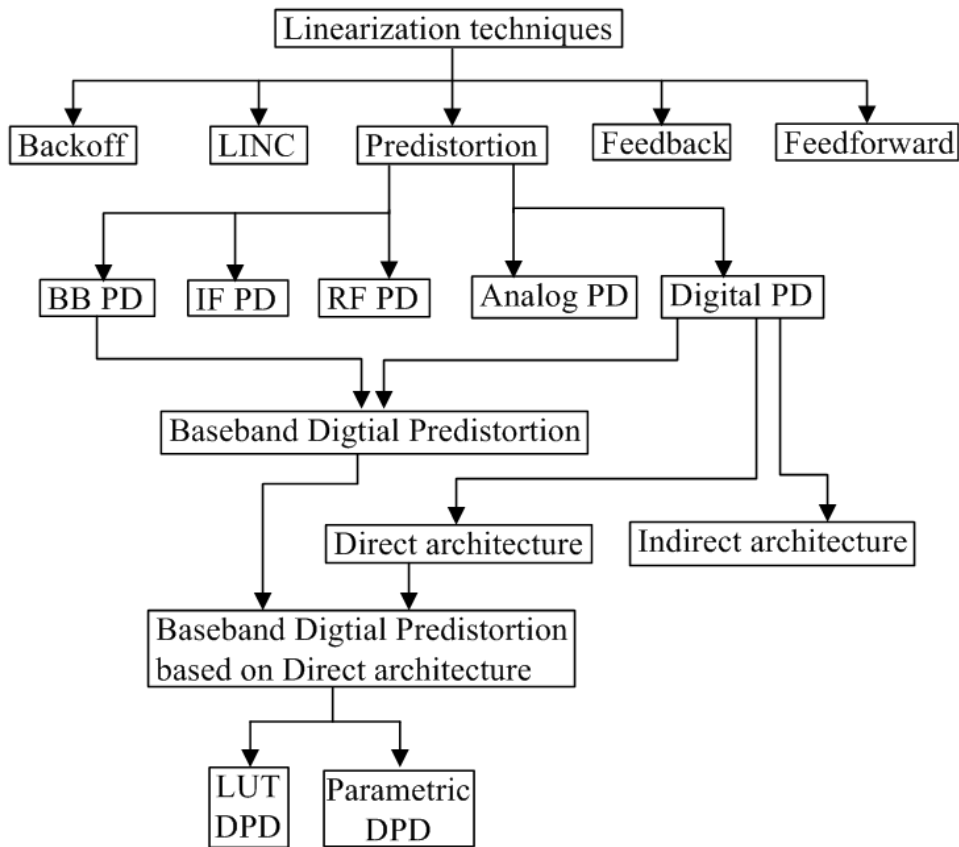 Linearization techniques
Backoff
LINC
Predistortion
Feedback
Feedforward
BB PD
IF PD
RF PD
Analog PD
Digital PD
Baseband Digtial Predistortion
Direct architecture
Indirect architecture
Baseband Digtial Predistortion
based on Direct architecture
LUT
DPD
Parametric
DPD